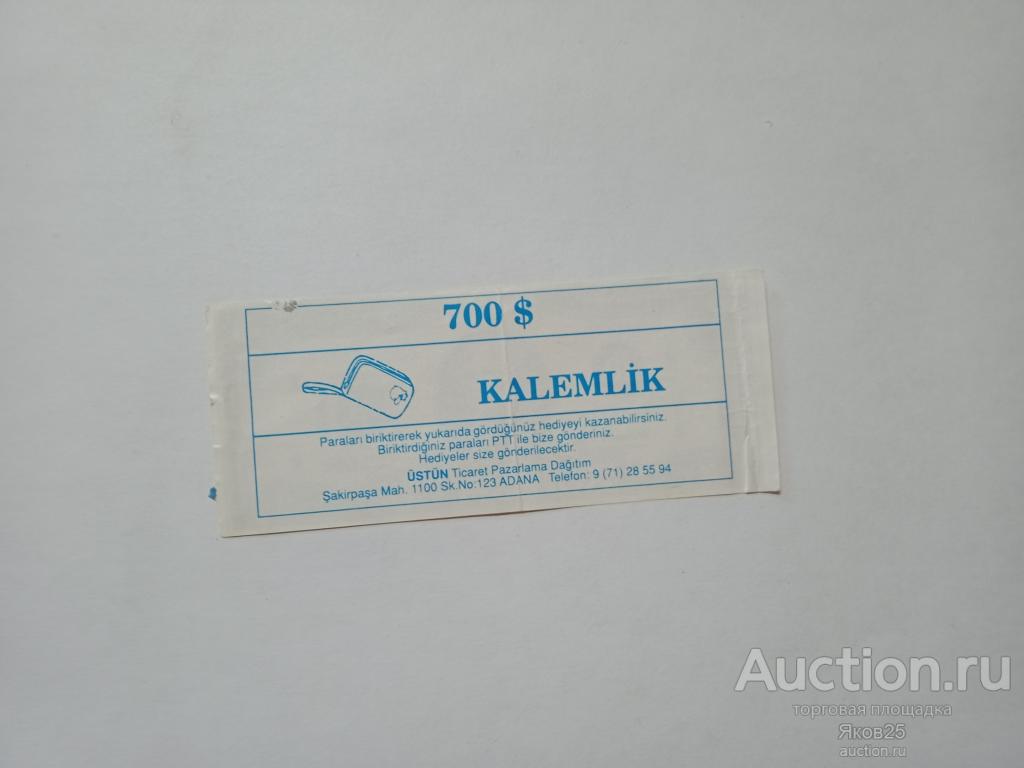 700 $
KALEMLİK
Paraları biriktirerek yukarıda gördüğünüz hediyeyi kazanabilirsiniz.
Biriktirdiğiniz paraları PTT ile bize gönderiniz.
Hediyeler size gönderilecektir.
ÜSTÜN Ticaret Pazarlama Dağıtım
Şakirpaşa Mah. 1100 Sk.No:123 ADANA Telefon: 9 (71) 28 55 94
Auction.ru
торговая площадка
Яков25
auction.ru